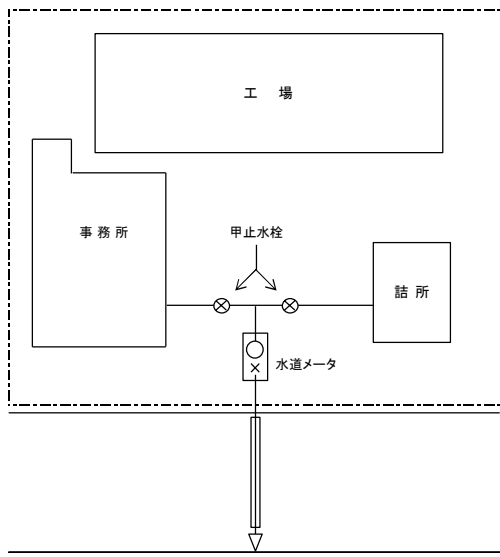 工 場
事 務 所
甲止水栓
詰 所
水道メータ